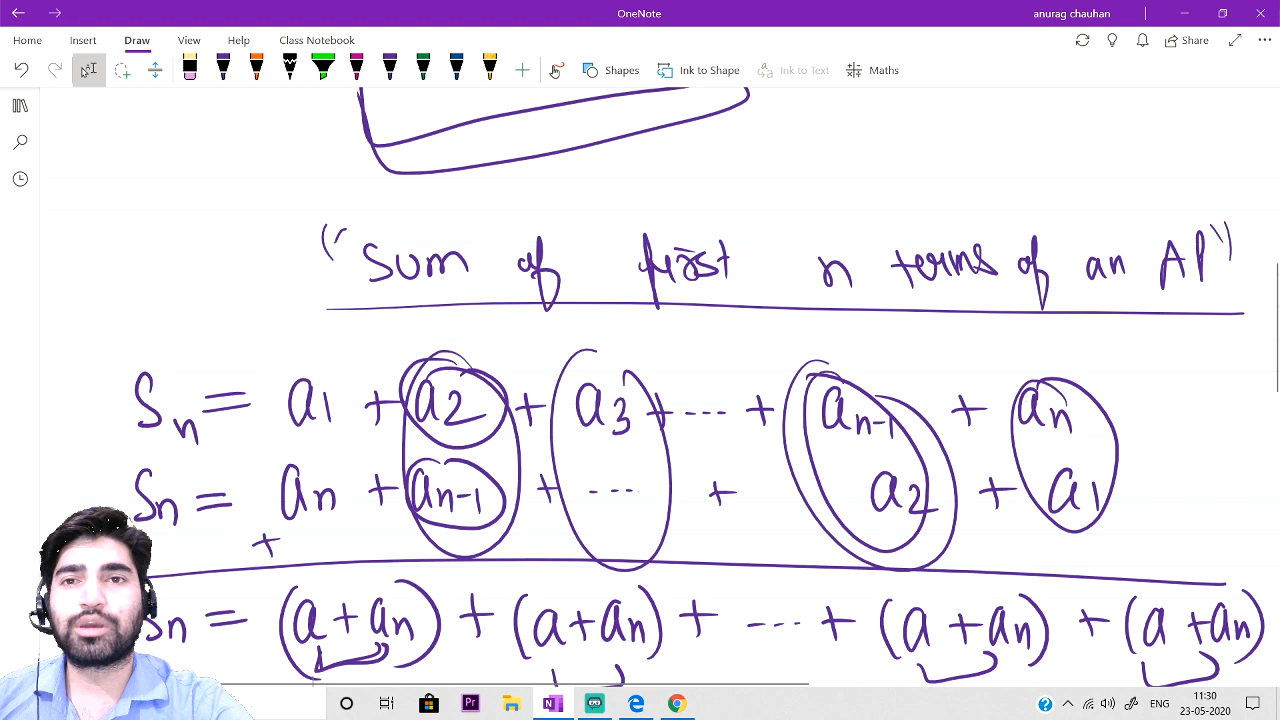 OneNote
anurag chauhan
Home Insert Draw View Help Class Notebook
Share
Shapes Ink to Shape Ink to Text Maths
"Sum of first n terms of an AP"
Sn = a1 + a2 + a3 + --- + an-1 + an
Sn = an + an-1 + --- + a2 + a1
+
Sn = (a + an) + (a + an) + --- + (a + an) + (a + an)
Pr
N
ENG
11:30
23-05-2020